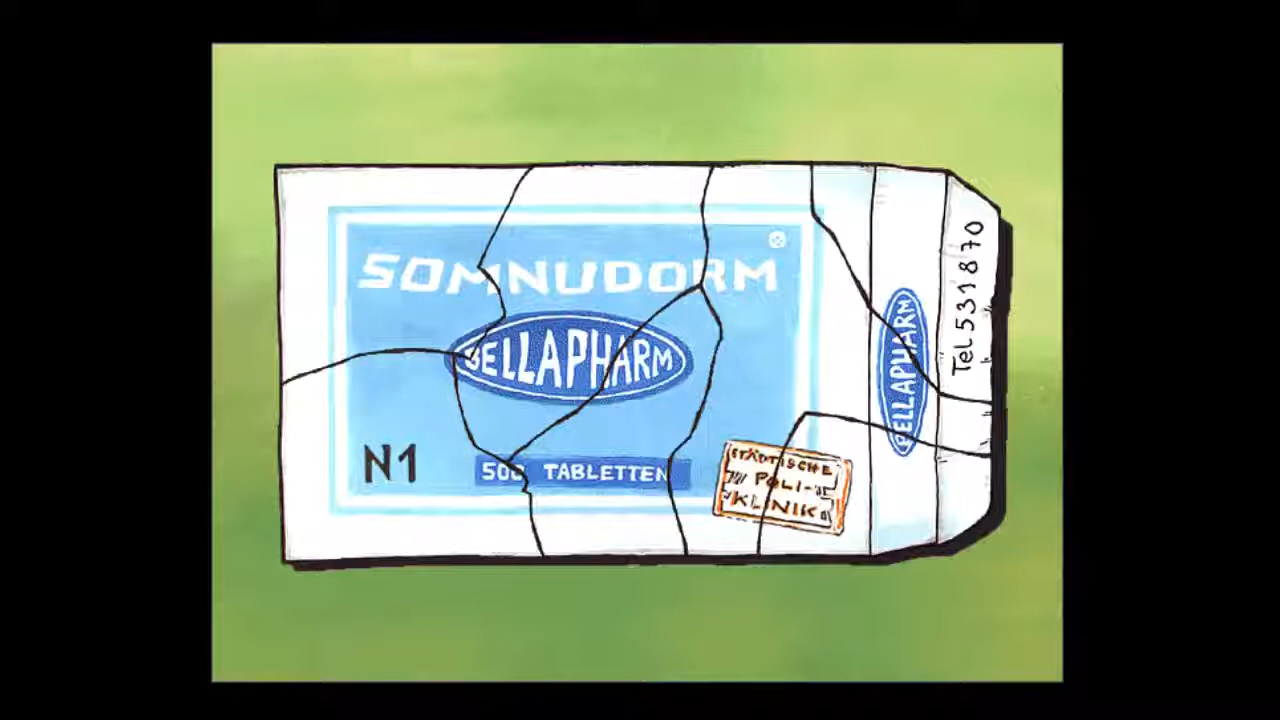 SOMNUDORM ®
BELLAPHARM
N1
500 TABLETTEN
STÄDTISCHE
POLI-
KLINIK
BELLAPHARM
Tel 531870